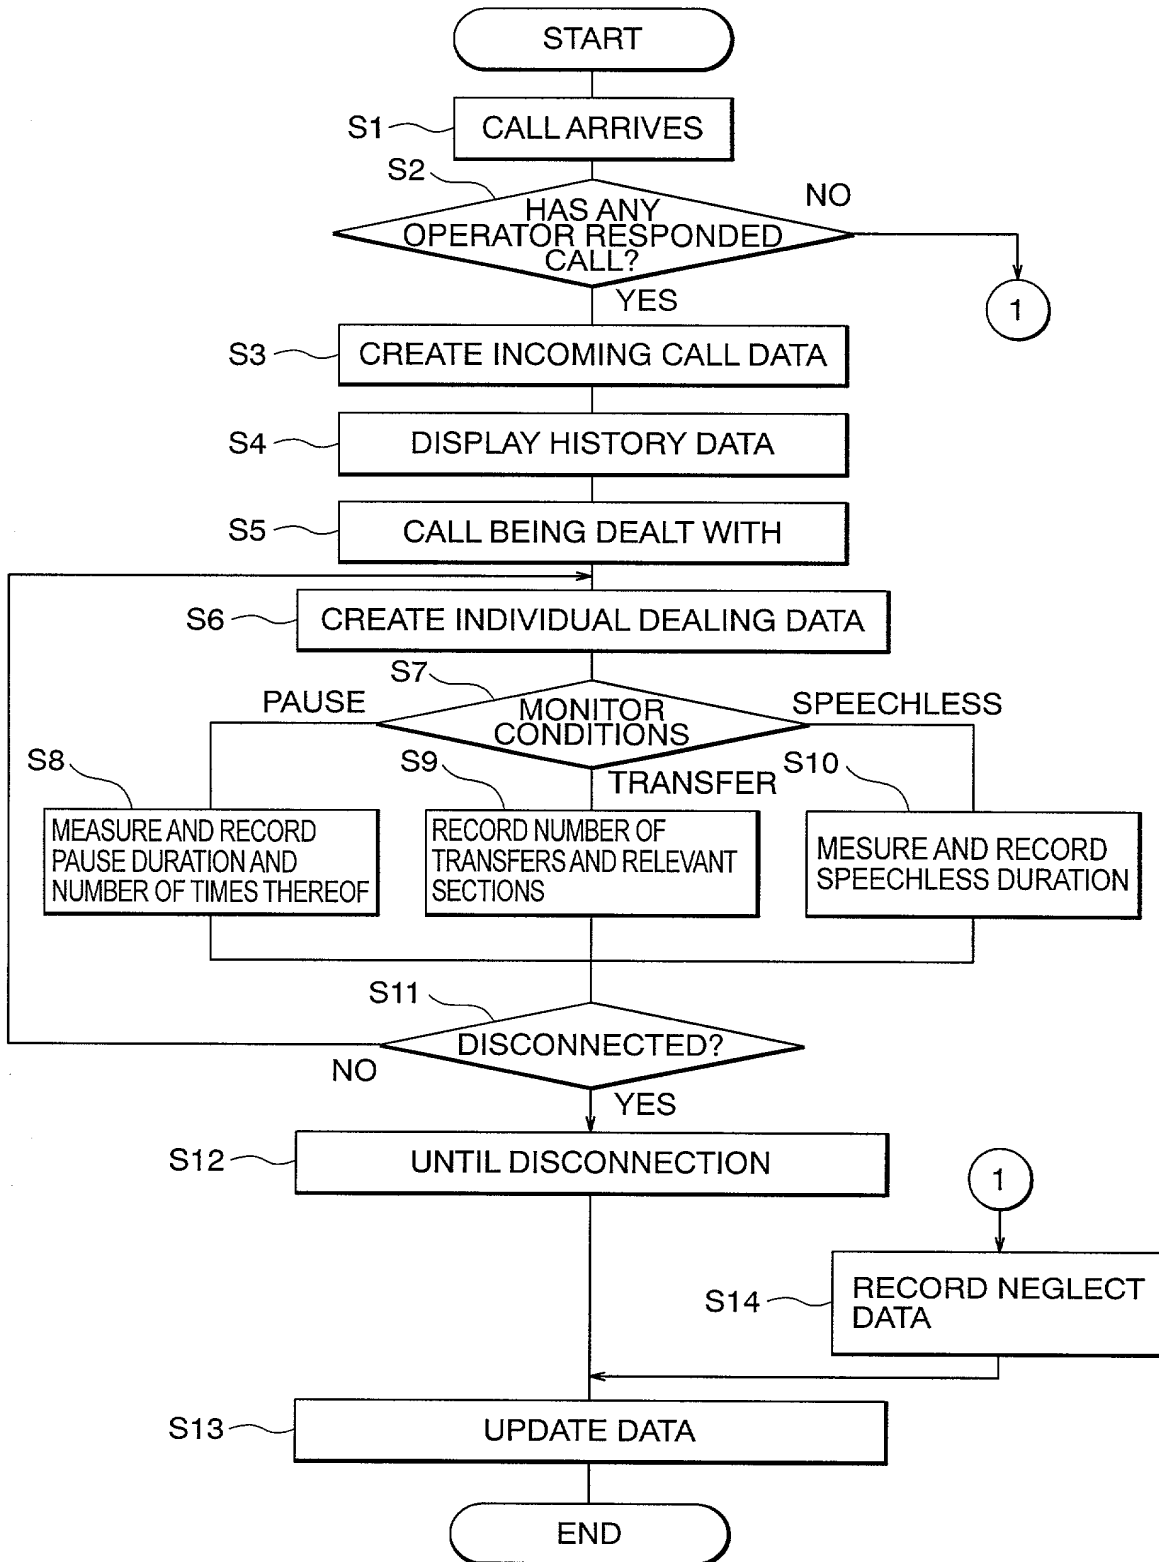 START
S1
CALL ARRIVES
S2
HAS ANY
OPERATOR RESPONDED
CALL?
NO
YES
1
S3
CREATE INCOMING CALL DATA
S4
DISPLAY HISTORY DATA
S5
CALL BEING DEALT WITH
S6
CREATE INDIVIDUAL DEALING DATA
S7
MONITOR
CONDITIONS
PAUSE
SPEECHLESS
TRANSFER
S8
MEASURE AND RECORD
PAUSE DURATION AND
NUMBER OF TIMES THEREOF
S9
RECORD NUMBER OF
TRANSFERS AND RELEVANT
SECTIONS
S10
MESURE AND RECORD
SPEECHLESS DURATION
S11
DISCONNECTED?
NO
YES
S12
UNTIL DISCONNECTION
1
S14
RECORD NEGLECT
DATA
S13
UPDATE DATA
END